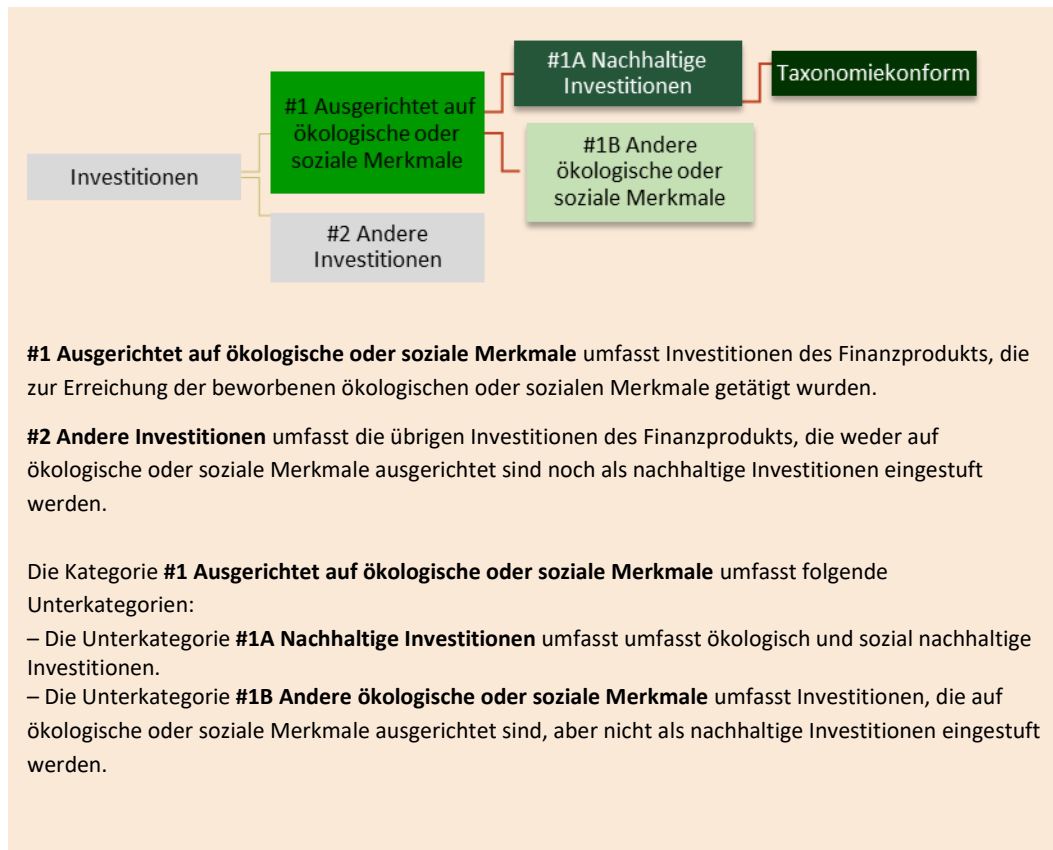 #1A Nachhaltige
Investitionen
Taxonomiekonform
#1 Ausgerichtet auf
ökologische oder
soziale Merkmale
#1B Andere
ökologische oder
soziale Merkmale
Investitionen
#2 Andere
Investitionen
#1 Ausgerichtet auf ökologische oder soziale Merkmale umfasst Investitionen des Finanzprodukts, die
zur Erreichung der beworbenen ökologischen oder sozialen Merkmale getätigt wurden.
#2 Andere Investitionen umfasst die übrigen Investitionen des Finanzprodukts, die weder auf
ökologische oder soziale Merkmale ausgerichtet sind noch als nachhaltige Investitionen eingestuft
werden.
Die Kategorie #1 Ausgerichtet auf ökologische oder soziale Merkmale umfasst folgende
Unterkategorien:
– Die Unterkategorie #1A Nachhaltige Investitionen umfasst umfasst ökologisch und sozial nachhaltige
Investitionen.
– Die Unterkategorie #1B Andere ökologische oder soziale Merkmale umfasst Investitionen, die auf
ökologische oder soziale Merkmale ausgerichtet sind, aber nicht als nachhaltige Investitionen eingestuft
werden.